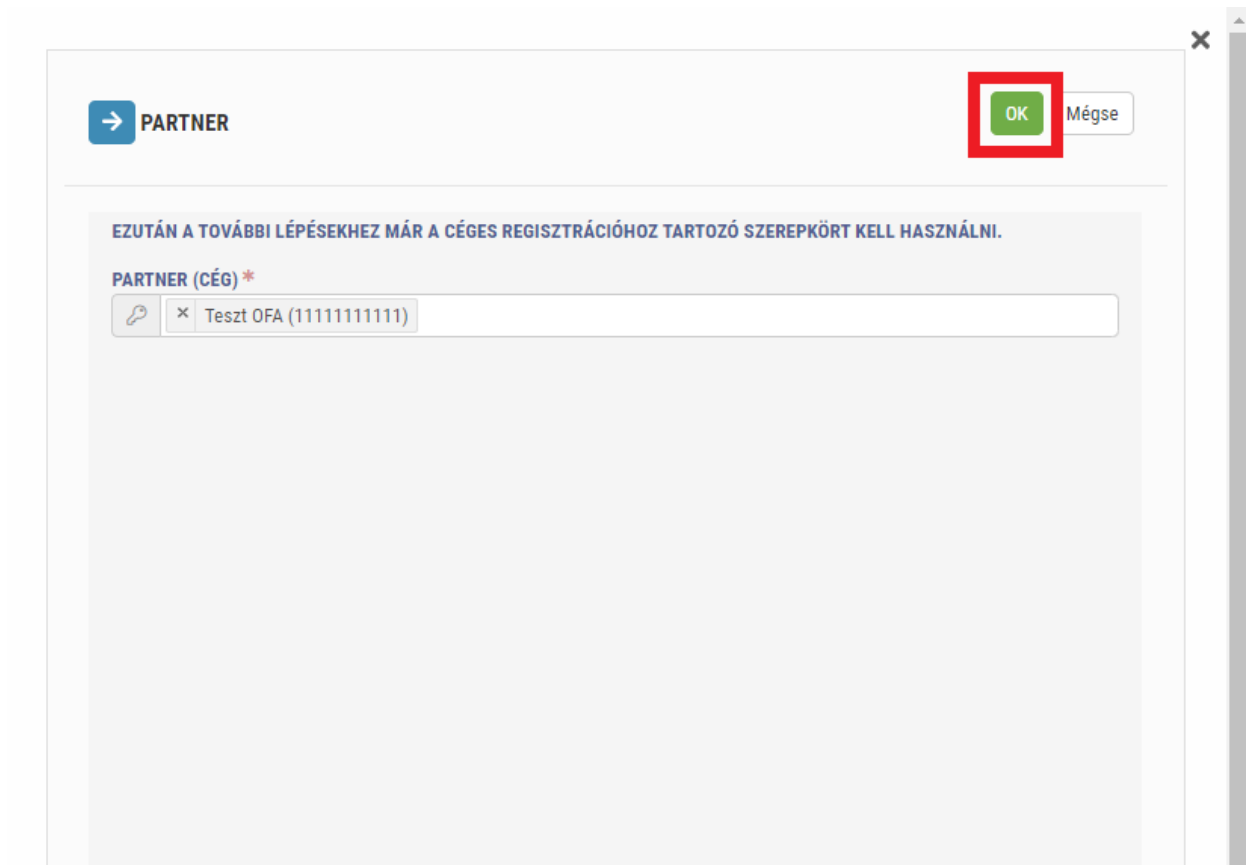 PARTNER
OK
Mégse
EZUTÁN A TOVÁBBI LÉPÉSEKHEZ MÁR A CÉGES REGISZTRÁCIÓHOZ TARTOZÓ SZEREPKÖRT KELL HASZNÁLNI.
PARTNER (CÉG) *
× Teszt OFA (11111111111)